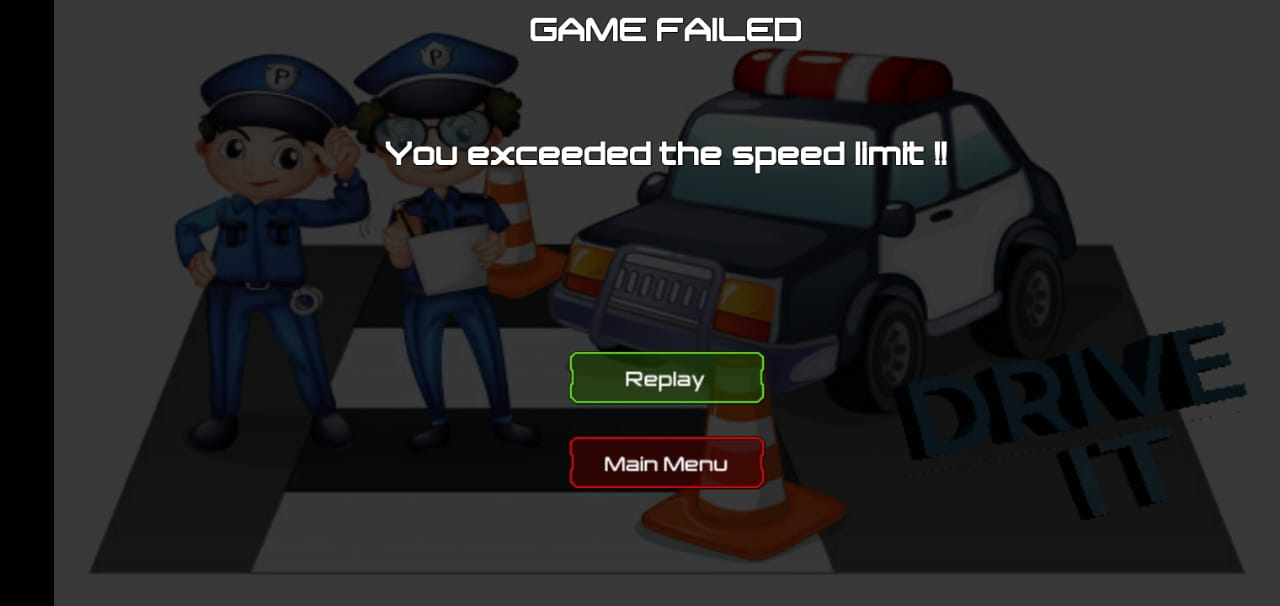 GAME FAILED
P
P
You exceeded the speed limit !!
Replay
Main Menu
DRIVE
IT